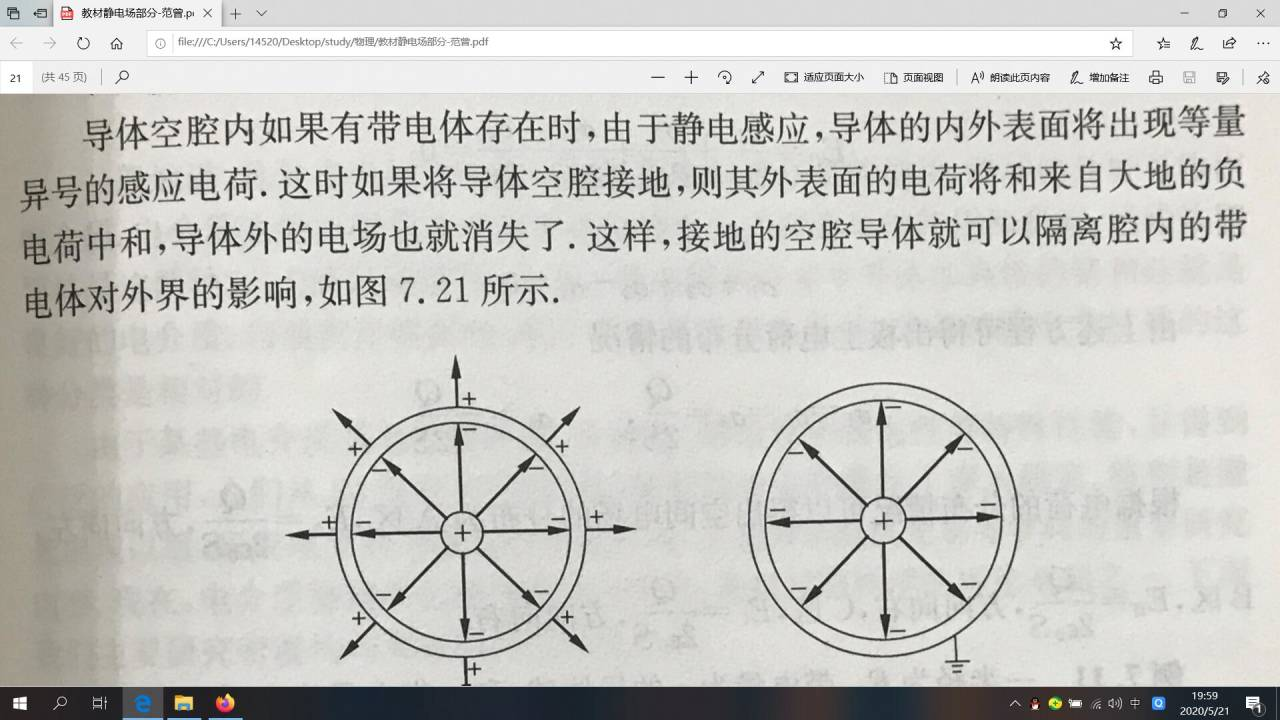 教材静电场部分-范曾.p
file:///C:/Users/14520/Desktop/study/物理/教材静电场部分-范曾.pdf
21 (共 45 页) 适应页面大小 页面视图 朗读此页内容 增加备注
导体空腔内如果有带电体存在时,由于静电感应,导体的内外表面将出现等量
异号的感应电荷.这时如果将导体空腔接地,则其外表面的电荷将和来自大地的负
电荷中和,导体外的电场也就消失了.这样,接地的空腔导体就可以隔离腔内的带
电体对外界的影响,如图 7.21 所示.
中
19:59
2020/5/21
1